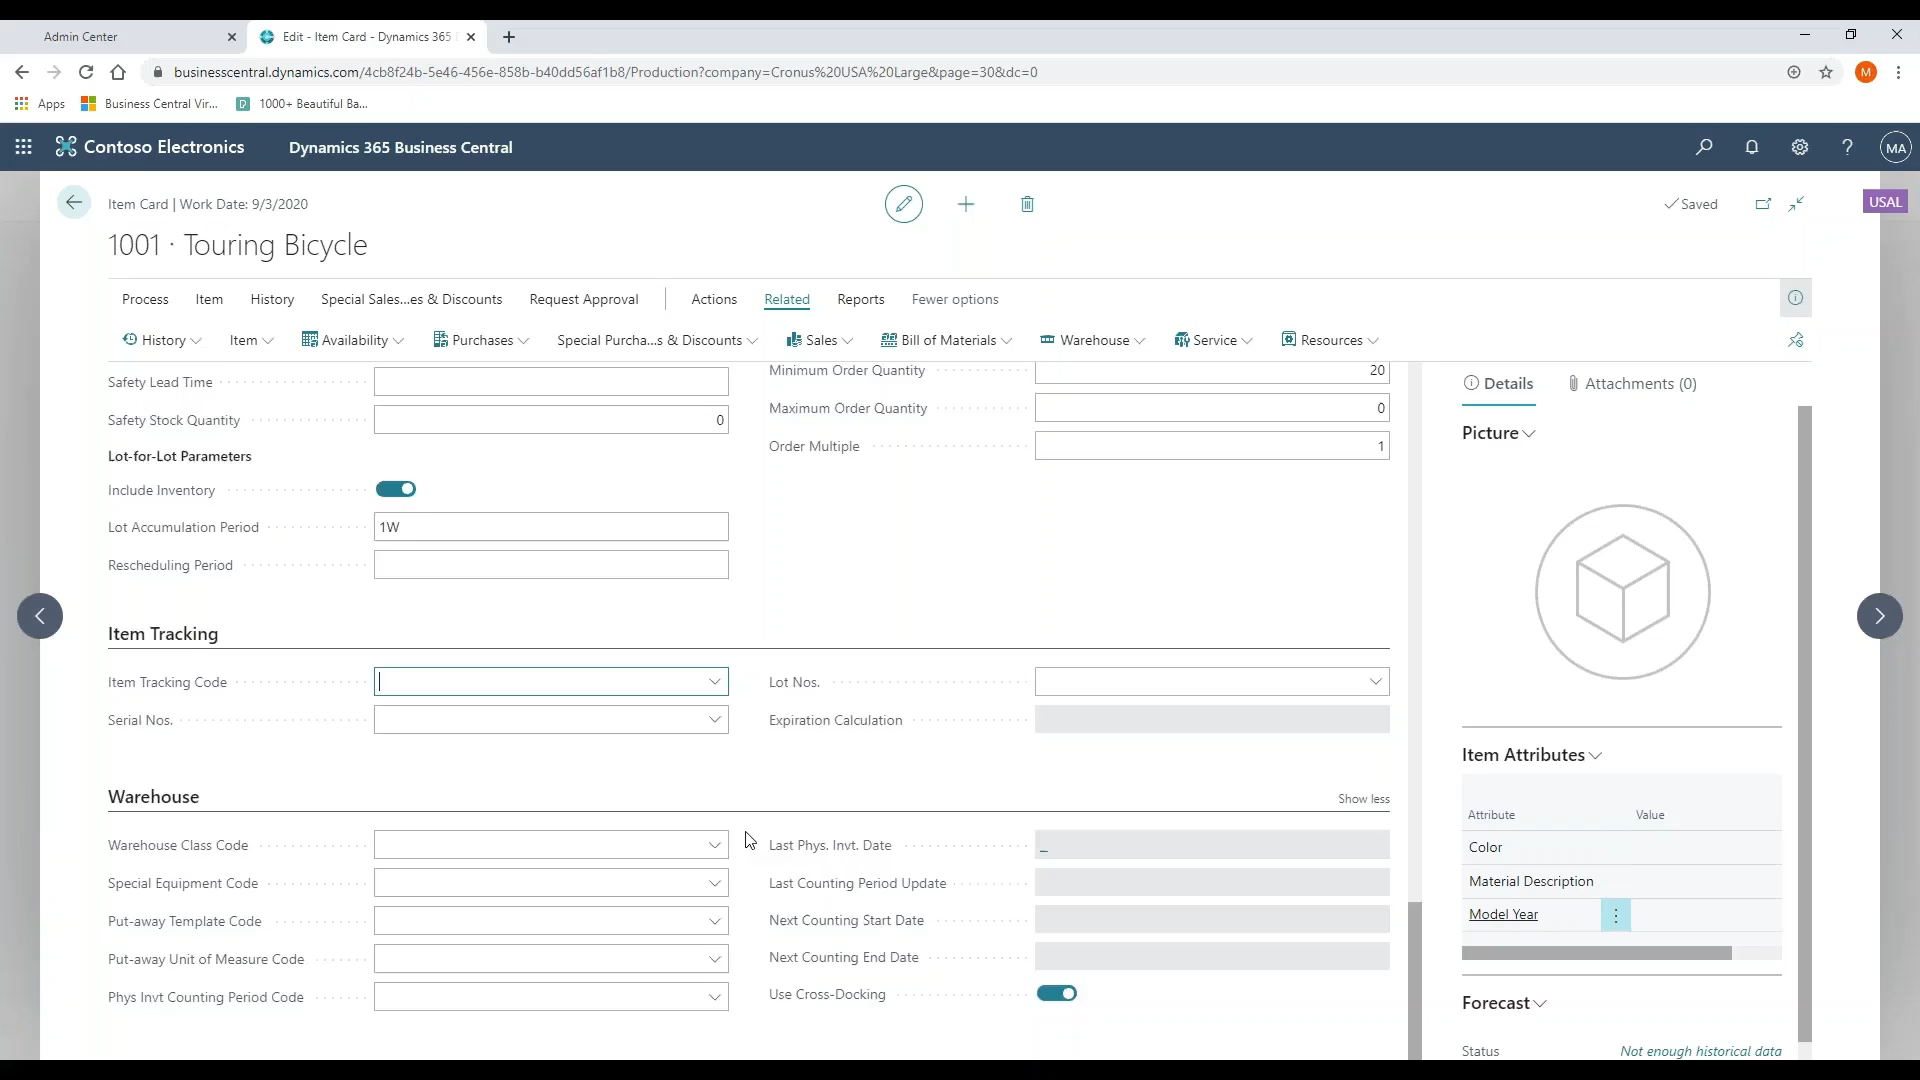 Admin Center
Edit - Item Card - Dynamics 365
businesscentral.dynamics.com/4cb8f24b-5e46-456e-858b-b40dd56af1b8/Production?company=Cronus%20USA%20Large&page=30&dc=0
M
Apps
Business Central Vir...
D
1000+ Beautiful Ba...
Contoso Electronics
Dynamics 365 Business Central
?
MA
Item Card | Work Date: 9/3/2020
Saved
USAL
1001 · Touring Bicycle
Process Item History Special Sales...es & Discounts Request Approval Actions Related Reports Fewer options
History Item Availability Purchases Special Purcha...s & Discounts Sales Bill of Materials Warehouse Service Resources
Safety Lead Time
Safety Stock Quantity 0
Lot-for-Lot Parameters
Include Inventory
Lot Accumulation Period 1W
Rescheduling Period
Minimum Order Quantity 20
Maximum Order Quantity 0
Order Multiple 1
Item Tracking
Item Tracking Code
Serial Nos.
Lot Nos.
Expiration Calculation
Warehouse
Show less
Warehouse Class Code
Special Equipment Code
Put-away Template Code
Put-away Unit of Measure Code
Phys Invt Counting Period Code
Last Phys. Invt. Date _
Last Counting Period Update
Next Counting Start Date
Next Counting End Date
Use Cross-Docking
Details
Attachments (0)
Picture
Item Attributes
Attribute Value
Color
Material Description
Model Year
Forecast
Status Not enough historical data